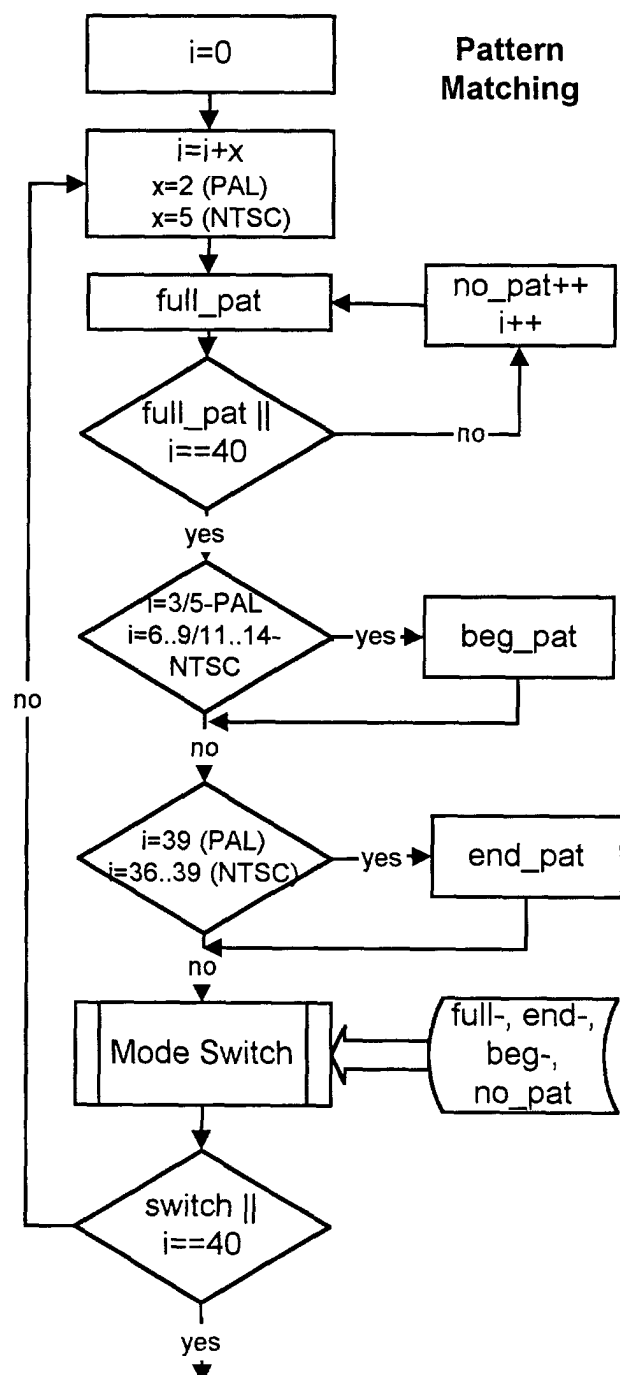 i=0
Pattern
Matching
i=i+x
x=2 (PAL)
x=5 (NTSC)
full_pat
no_pat++
i++
full_pat ||
i==40
no
yes
i=3/5-PAL
i=6..9/11..14-
NTSC
yes
beg_pat
no
no
i=39 (PAL)
i=36..39 (NTSC)
yes
end_pat
no
Mode Switch
full-, end-,
beg-,
no_pat
switch ||
i==40
yes